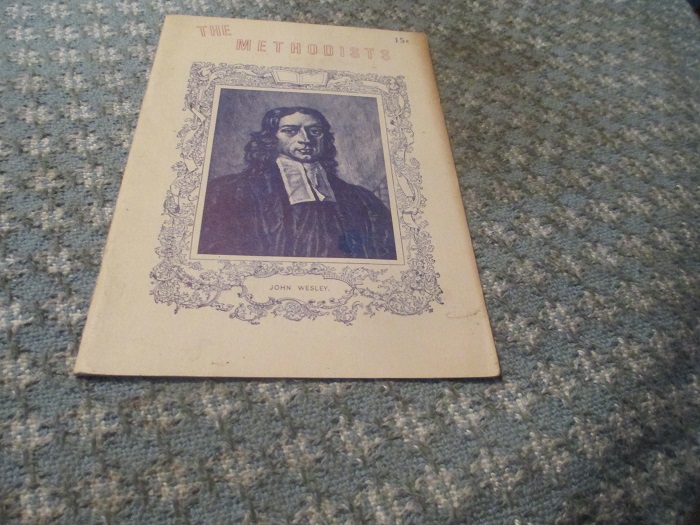 THE
METHODISTS
15¢
JOHN WESLEY.